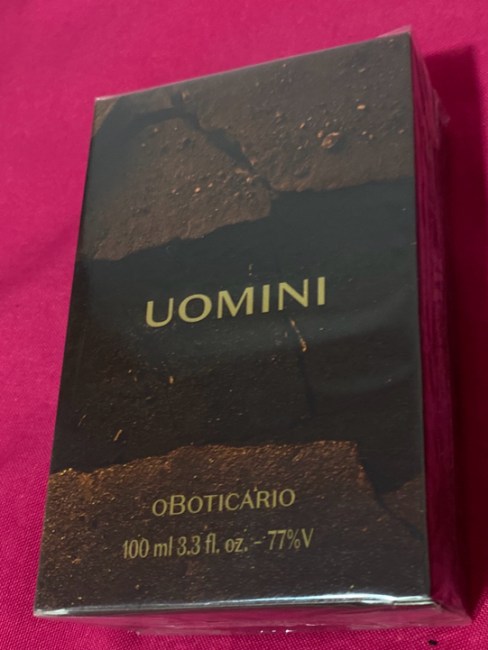 UOMINI
oBOTICARIO
100 ml 3.3 fl. oz. - 77%V